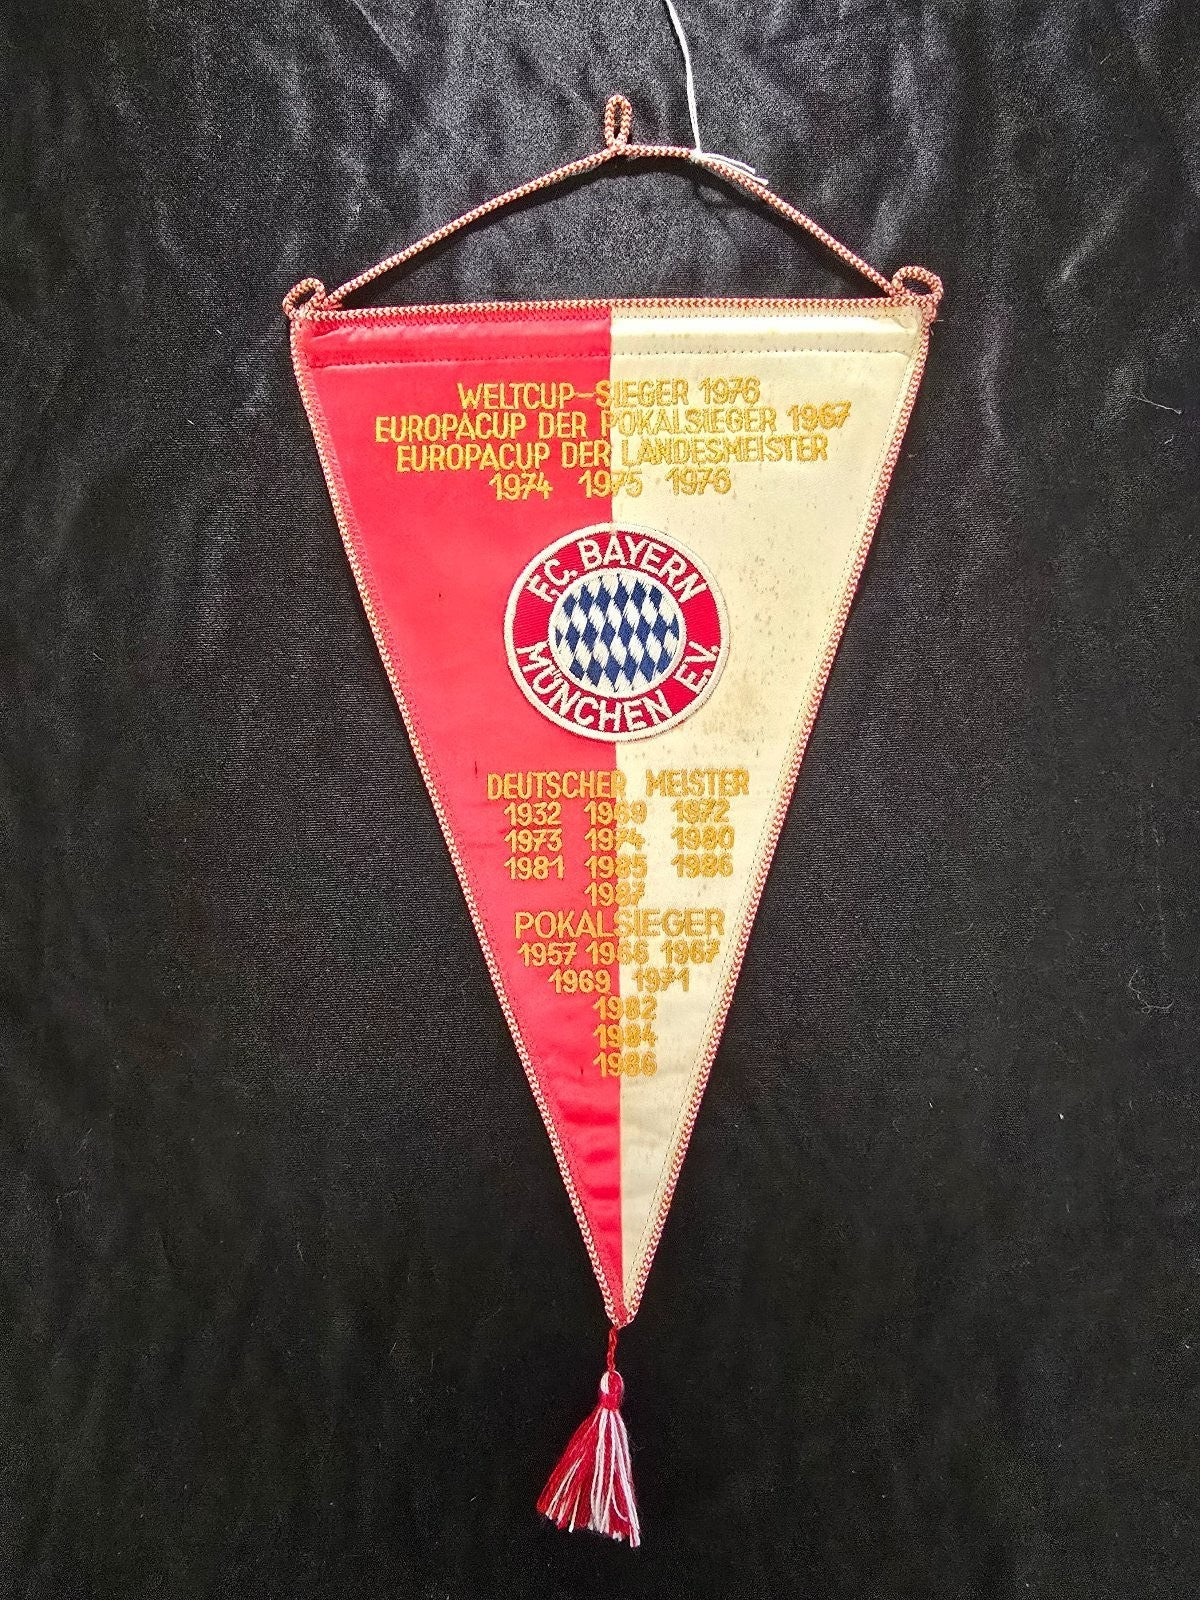 WELTCUP-SIEGER 1976
EUROPACUP DER POKALSIEGER 1967
EUROPACUP DER LANDESMEISTER
1974 1975 1976
F.C. BAYERN
MÜNCHEN E.V.
DEUTSCHER MEISTER
1932 1969 1972
1973 1974 1980
1981 1985 1986
1987
POKALSIEGER
1957 1966 1967
1969 1971
1982
1984
1986